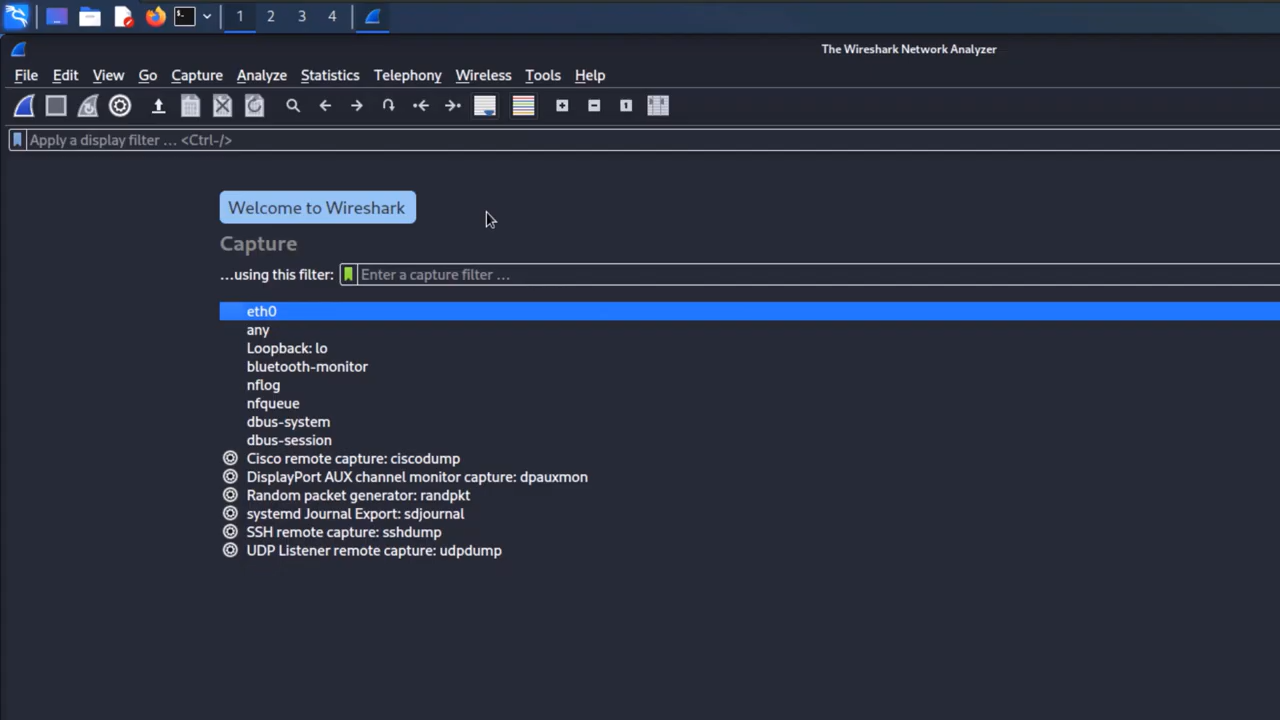 1 2 3 4
The Wireshark Network Analyzer
File Edit View Go Capture Analyze Statistics Telephony Wireless Tools Help
Apply a display filter … <Ctrl-/>
Welcome to Wireshark
Capture
…using this filter: Enter a capture filter …
eth0
any
Loopback: lo
bluetooth-monitor
nflog
nfqueue
dbus-system
dbus-session
Cisco remote capture: ciscodump
DisplayPort AUX channel monitor capture: dpauxmon
Random packet generator: randpkt
systemd Journal Export: sdjournal
SSH remote capture: sshdump
UDP Listener remote capture: udpdump